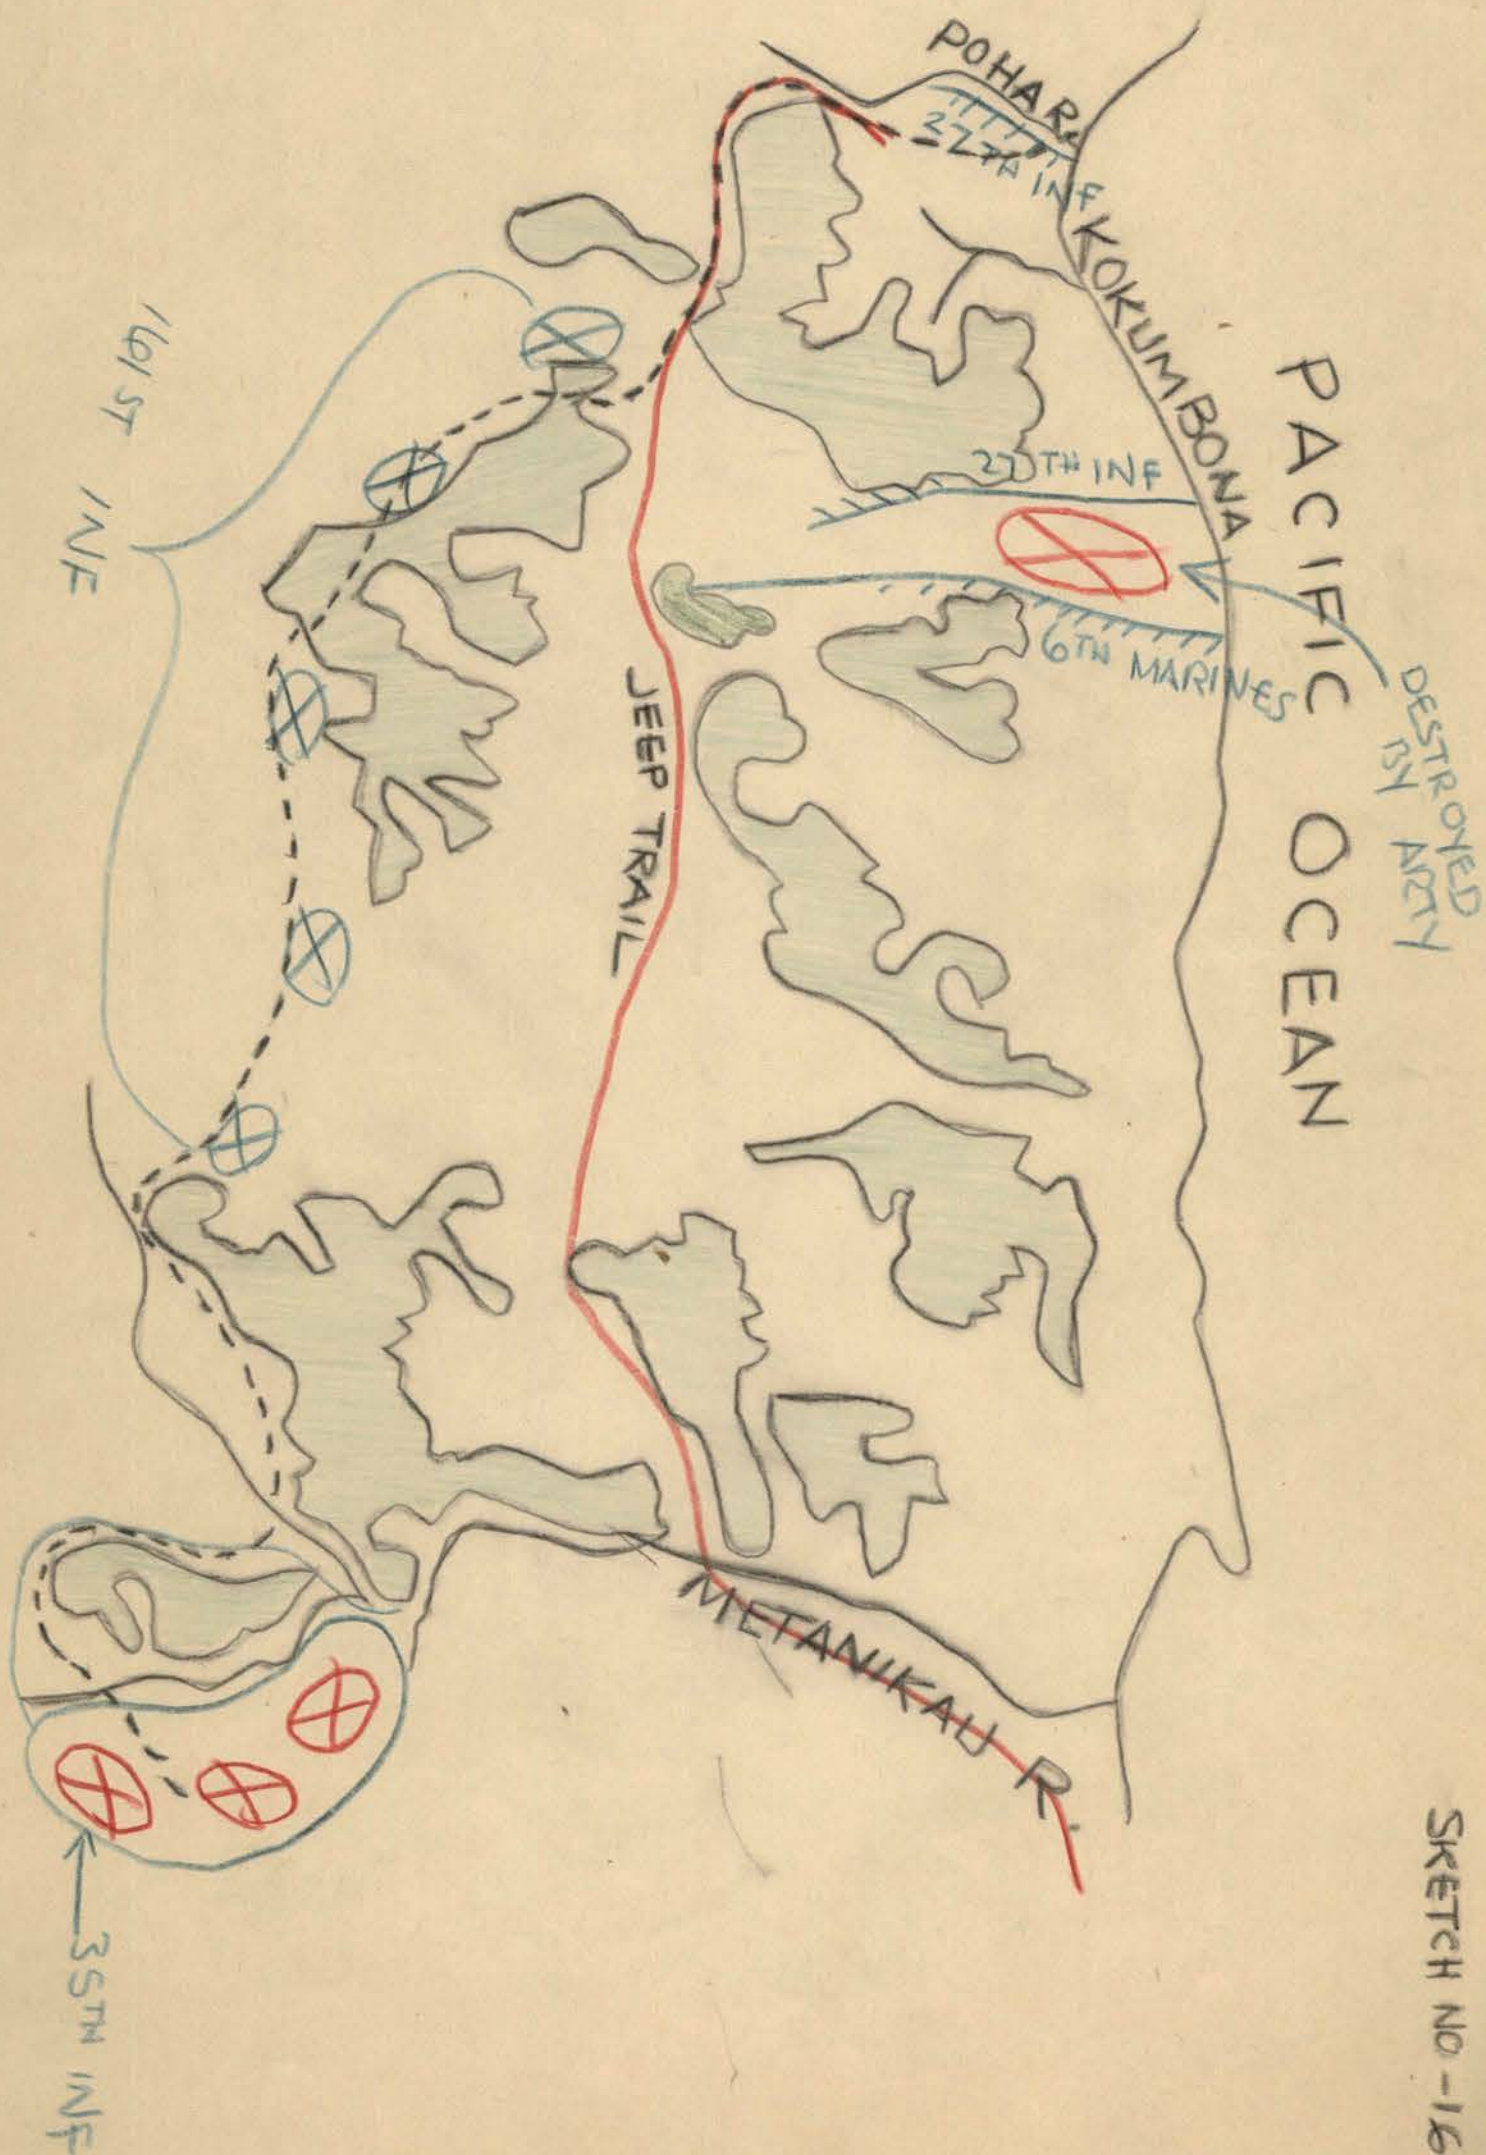 SKETCH NO-16
PACIFIC OCEAN
DESTROYED
BY ARTY
POHA R.
27TH INF
KOKUMBONA
27TH INF
6TH MARINES
JEEP TRAIL
161ST INF
METANIKAU R.
35TH INF